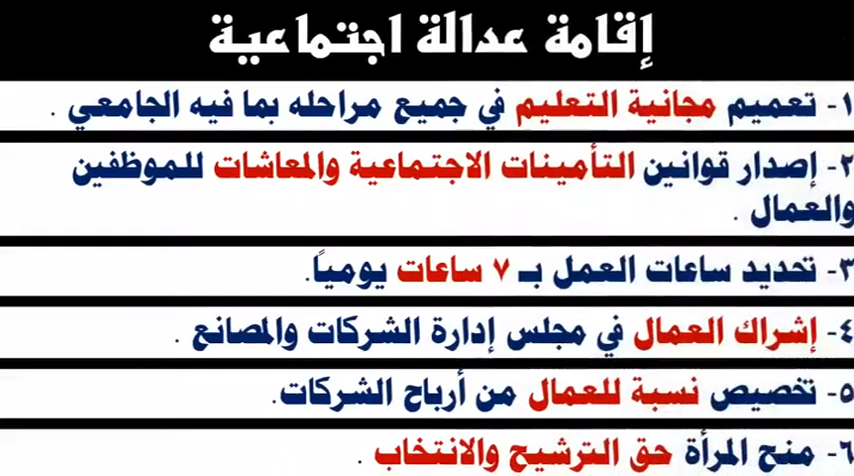 إقامة عدالة اجتماعية
١- تعميم مجانية التعليم في جميع مراحله بما فيه الجامعي .
٢- إصدار قوانين التأمينات الاجتماعية والمعاشات للموظفين
والعمال .
٣- تحديد ساعات العمل بـ ٧ ساعات يومياً.
٤- إشراك العمال في مجلس إدارة الشركات والمصانع .
٥- تخصيص نسبة للعمال من أرباح الشركات.
٦- منح المرأة حق الترشيح والانتخاب .